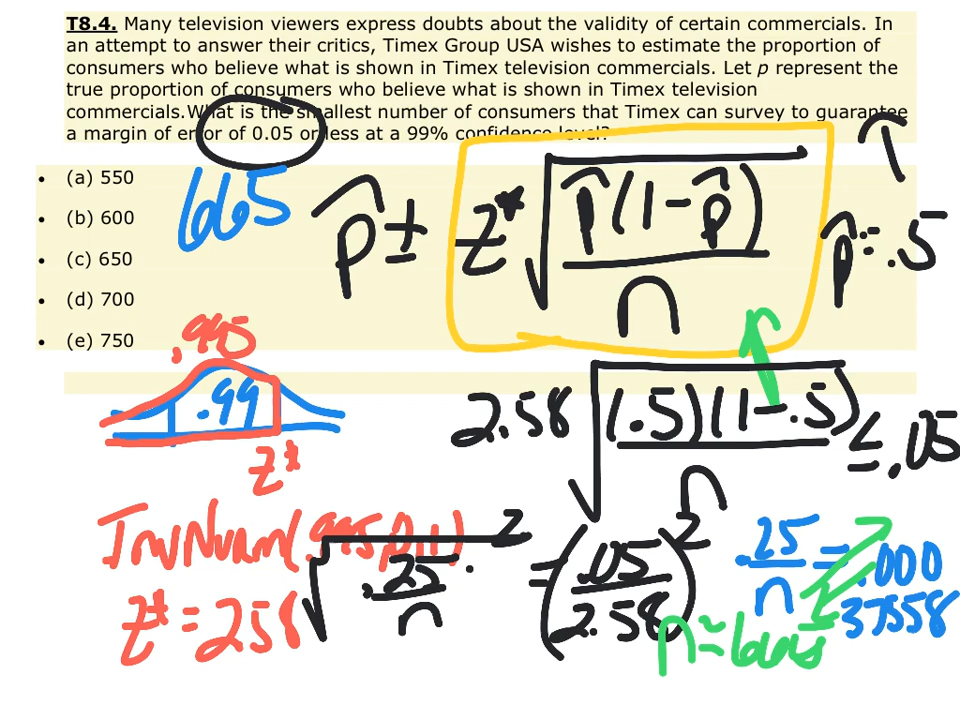 T8.4. Many television viewers express doubts about the validity of certain commercials. In
an attempt to answer their critics, Timex Group USA wishes to estimate the proportion of
consumers who believe what is shown in Timex television commercials. Let p represent the
true proportion of consumers who believe what is shown in Timex television
commercials.What is the smallest number of consumers that Timex can survey to guarantee
a margin of error of 0.05 or less at a 99% confidence level?
• (a) 550
• (b) 600
• (c) 650
• (d) 700
• (e) 750
665
p̂ ± z* √(p̂(1-p̂)/n)
p̂ = .5
.995
.99
z*
2.58 √((.5)(1-.5)/n) ≤ .05
InvNorm(.995,0,1)
z* = 2.58
√(.25/n)² = (.05/2.58)²
.25/n = .00037558
n ≈ 665